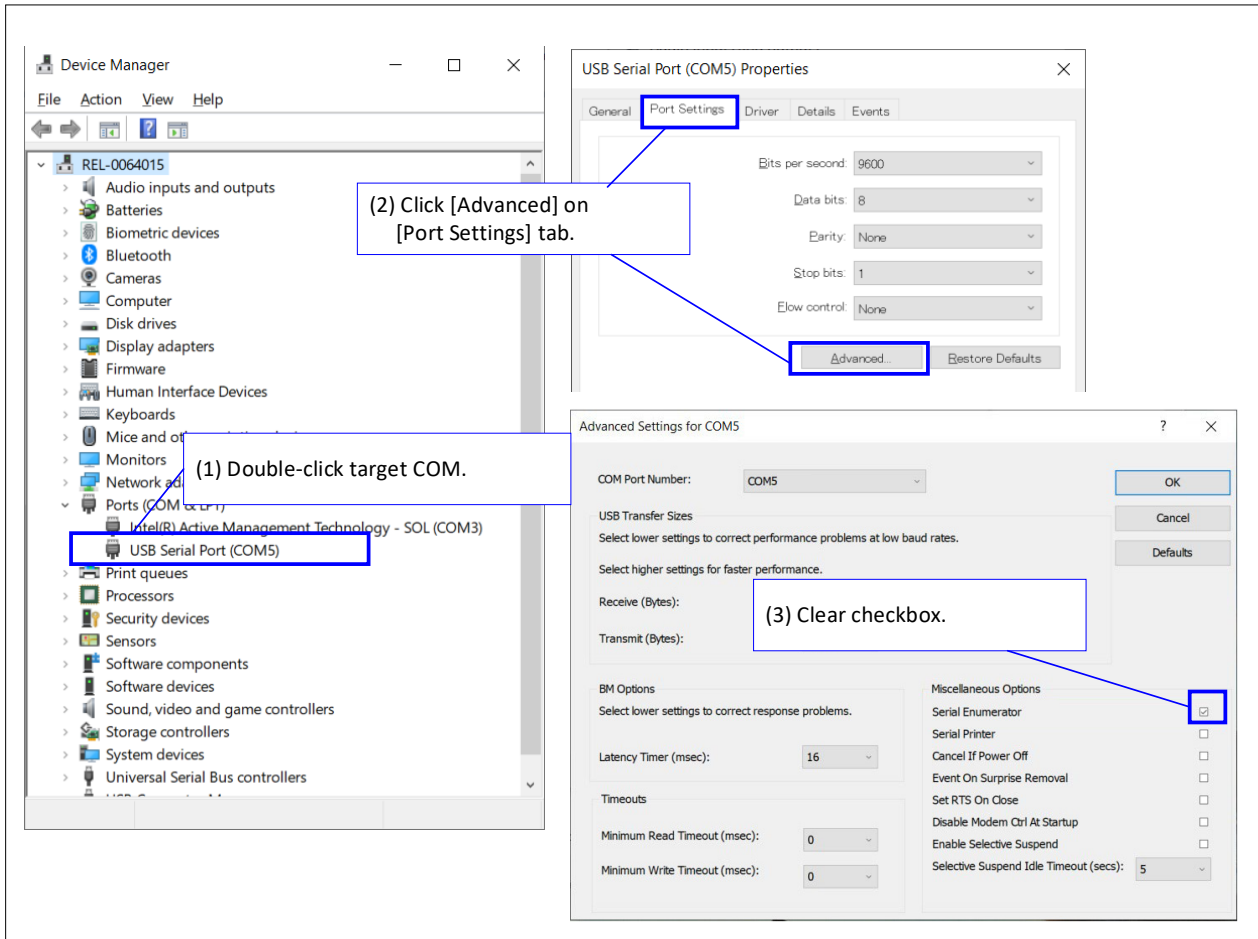 Device Manager
File Action View Help
REL-0064015
Audio inputs and outputs
Batteries
Biometric devices
Bluetooth
Cameras
Computer
Disk drives
Display adapters
Firmware
Human Interface Devices
Keyboards
Mice and ot
Monitors
Network ad
Ports (COM & LPT)
Intel(R) Active Management Technology - SOL (COM3)
USB Serial Port (COM5)
Print queues
Processors
Security devices
Sensors
Software components
Software devices
Sound, video and game controllers
Storage controllers
System devices
Universal Serial Bus controllers
(1) Double-click target COM.
USB Serial Port (COM5) Properties
General Port Settings Driver Details Events
Bits per second: 9600
Data bits: 8
Parity: None
Stop bits: 1
Flow control: None
Advanced... Restore Defaults
(2) Click [Advanced] on
[Port Settings] tab.
Advanced Settings for COM5 ?
COM Port Number: COM5
OK
Cancel
Defaults
USB Transfer Sizes
Select lower settings to correct performance problems at low baud rates.
Select higher settings for faster performance.
Receive (Bytes):
Transmit (Bytes):
(3) Clear checkbox.
BM Options
Select lower settings to correct response problems.
Latency Timer (msec): 16
Timeouts
Minimum Read Timeout (msec): 0
Minimum Write Timeout (msec): 0
Miscellaneous Options
Serial Enumerator
Serial Printer
Cancel If Power Off
Event On Surprise Removal
Set RTS On Close
Disable Modem Ctrl At Startup
Enable Selective Suspend
Selective Suspend Idle Timeout (secs): 5